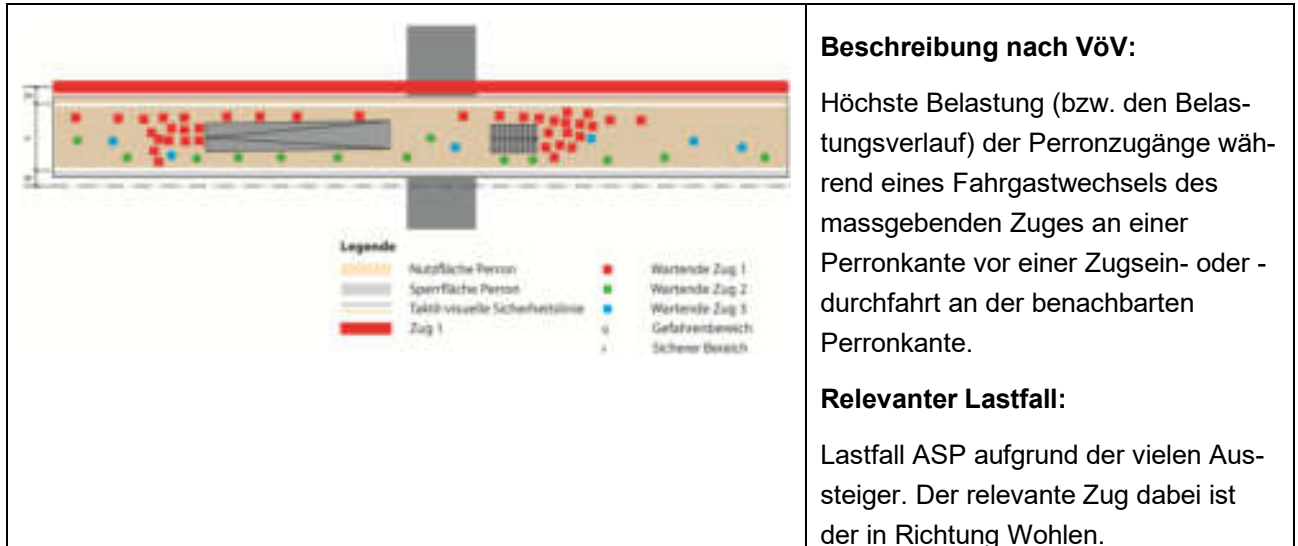 Beschreibung nach VöV:
Höchste Belastung (bzw. den Belas-
tungsverlauf) der Perronzugänge wäh-
rend eines Fahrgastwechsels des
massgebenden Zuges an einer
Perronkante vor einer Zugsein- oder -
durchfahrt an der benachbarten
Perronkante.
Relevanter Lastfall:
Lastfall ASP aufgrund der vielen Aus-
steiger. Der relevante Zug dabei ist
der in Richtung Wohlen.
Legende
Nutzfläche Perron
Sperrfläche Perron
Taktil-visuelle Sicherheitslinie
Zug 1
Wartende Zug 1
Wartende Zug 2
Wartende Zug 3
Gefahrenbereich
Sicherer Bereich